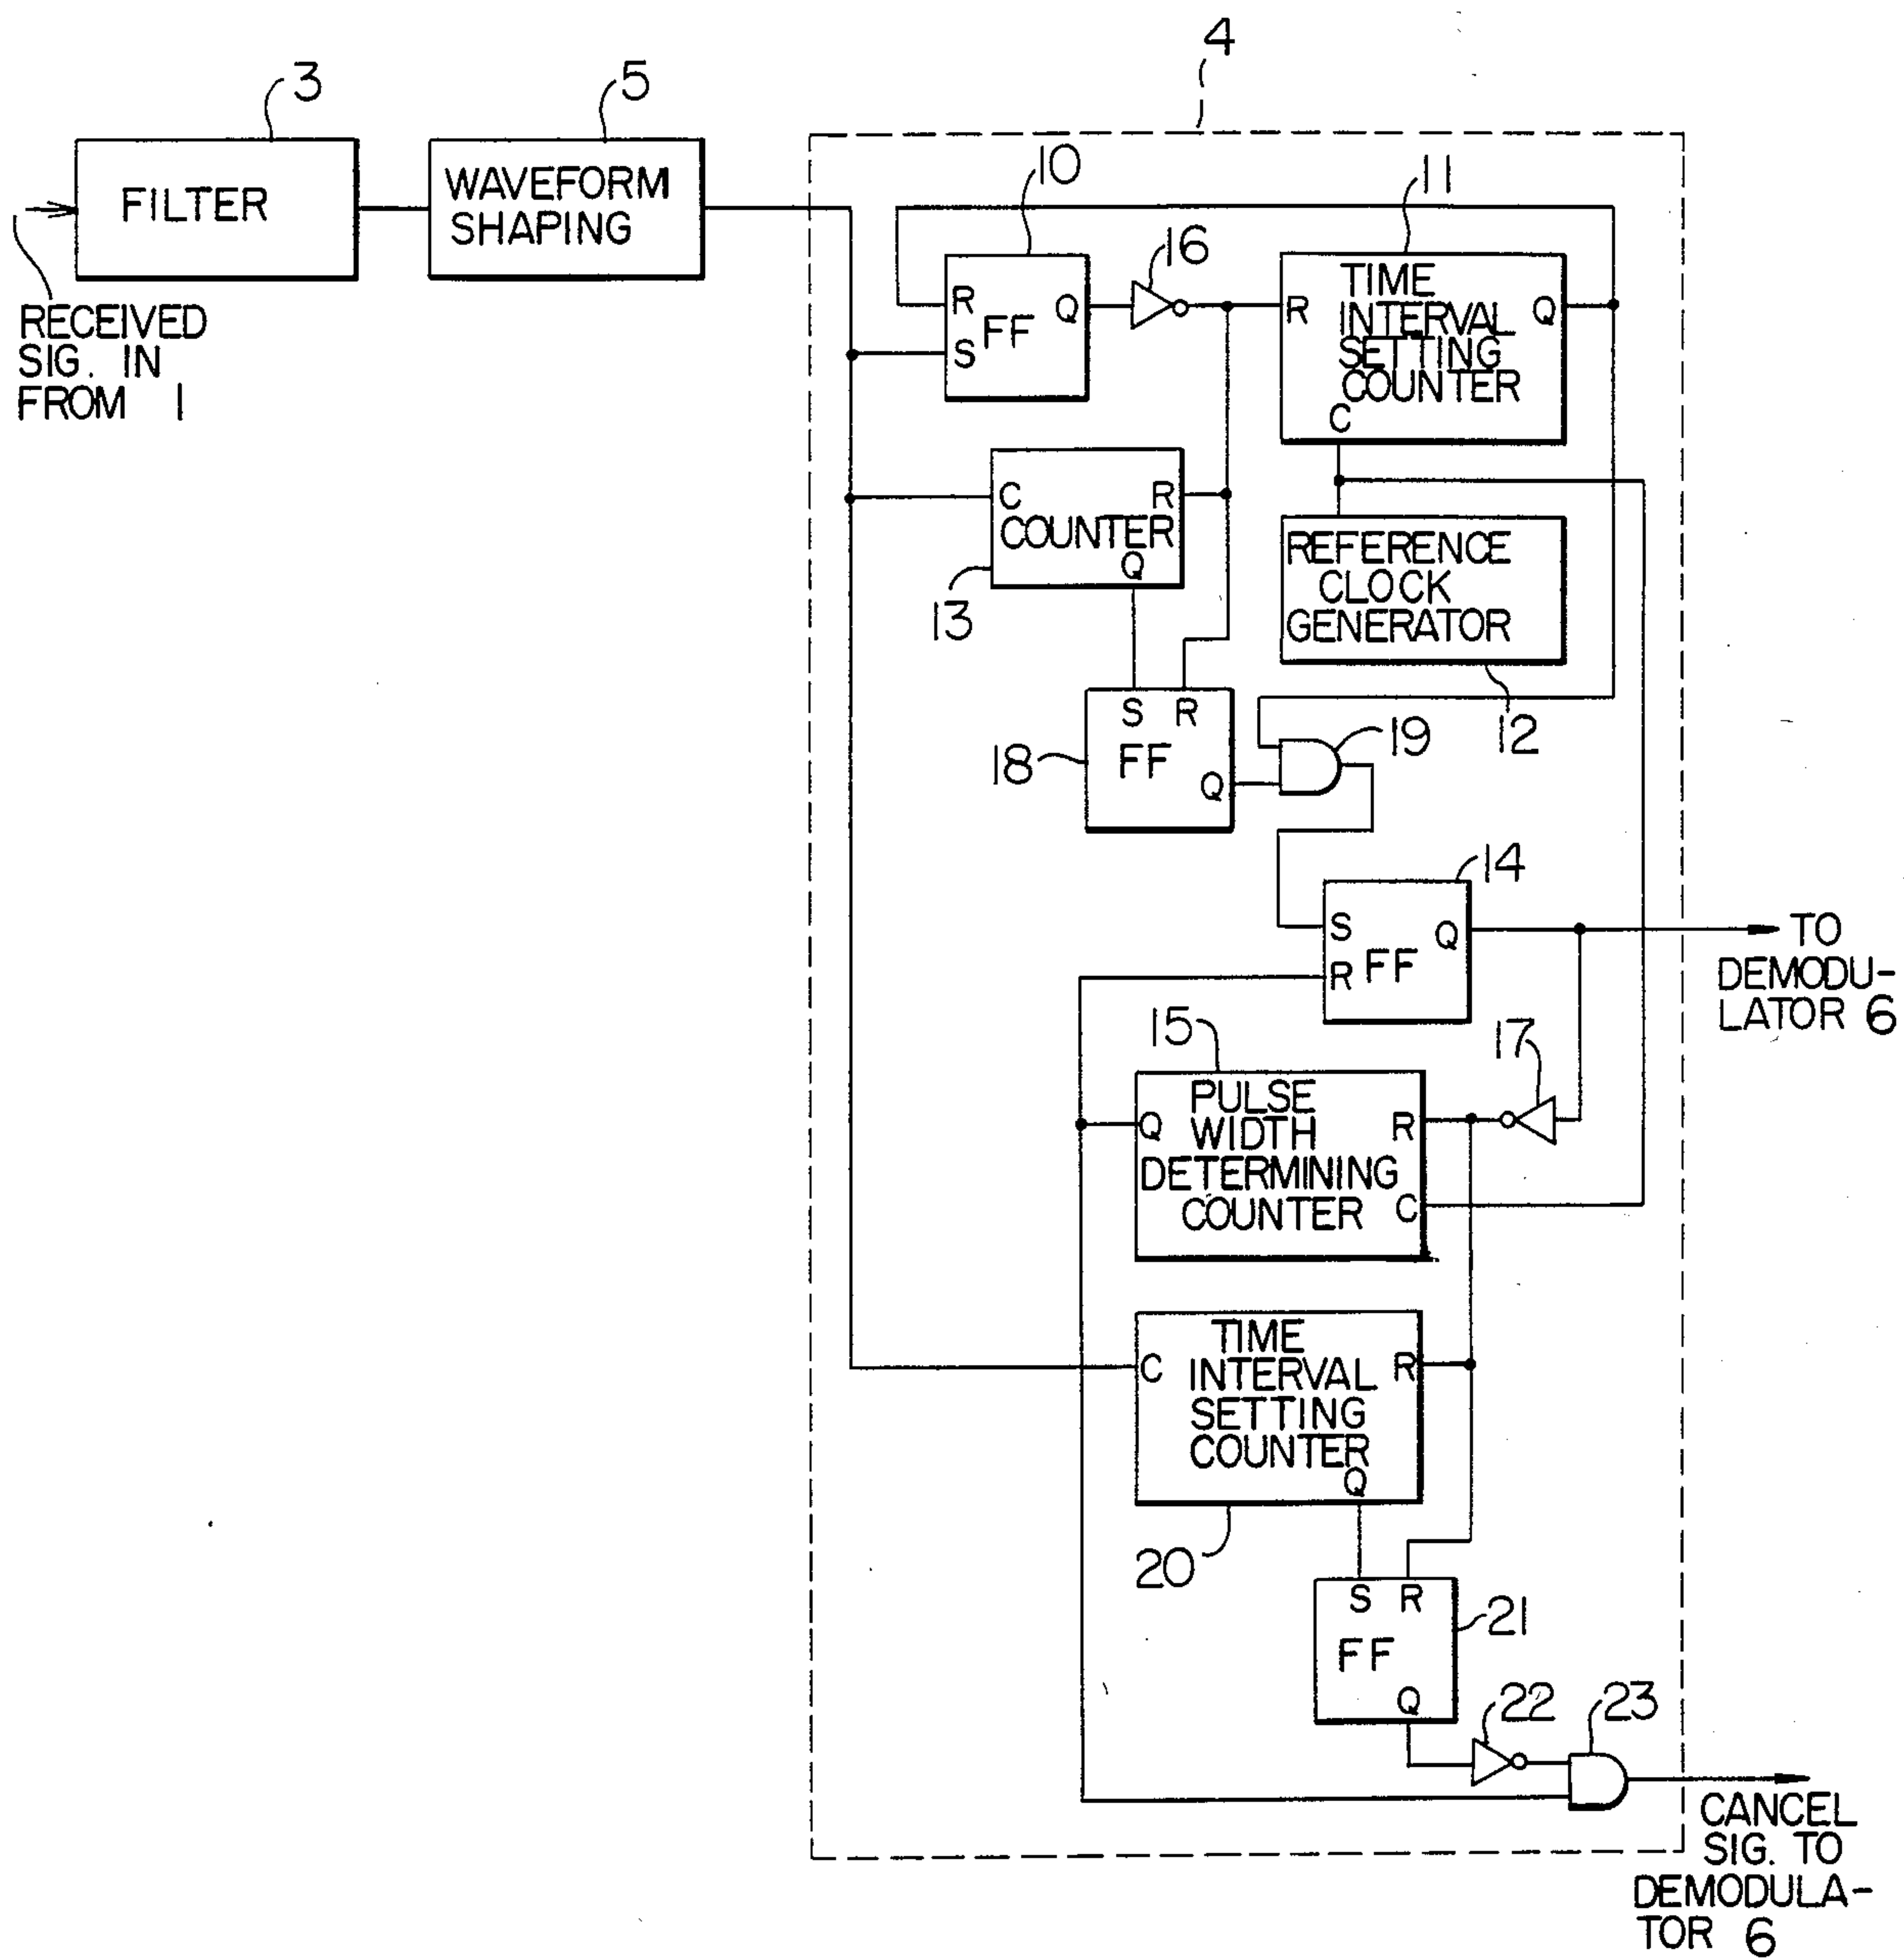 4
3
5
FILTER
WAVEFORM
SHAPING
RECEIVED
SIG. IN
FROM 1
10
11
16
R
S
FF
Q
R
TIME
INTERVAL
SETTING
COUNTER
C
Q
C
R
COUNTER
Q
13
REFERENCE
CLOCK
GENERATOR
12
S R
FF
Q
18
19
14
S
R
FF
Q
TO
DEMODU-
LATOR 6
15
17
PULSE
WIDTH
DETERMINING
COUNTER
Q
R
C
TIME
INTERVAL
SETTING
COUNTER
C
R
Q
20
S R
FF
Q
21
22
23
CANCEL
SIG. TO
DEMODULA-
TOR 6